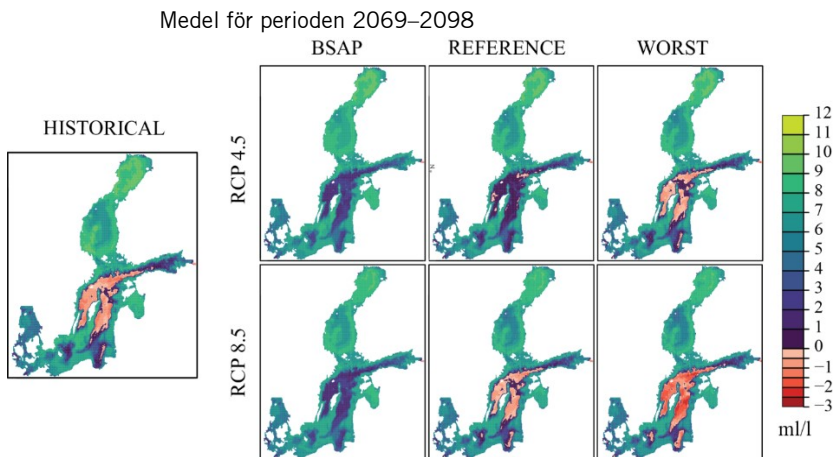 Medel för perioden 2069–2098
BSAP
REFERENCE
WORST
HISTORICAL
RCP 4.5
RCP 8.5
12
11
10
9
8
7
6
5
4
3
2
1
0
−1
−2
−3
ml/l